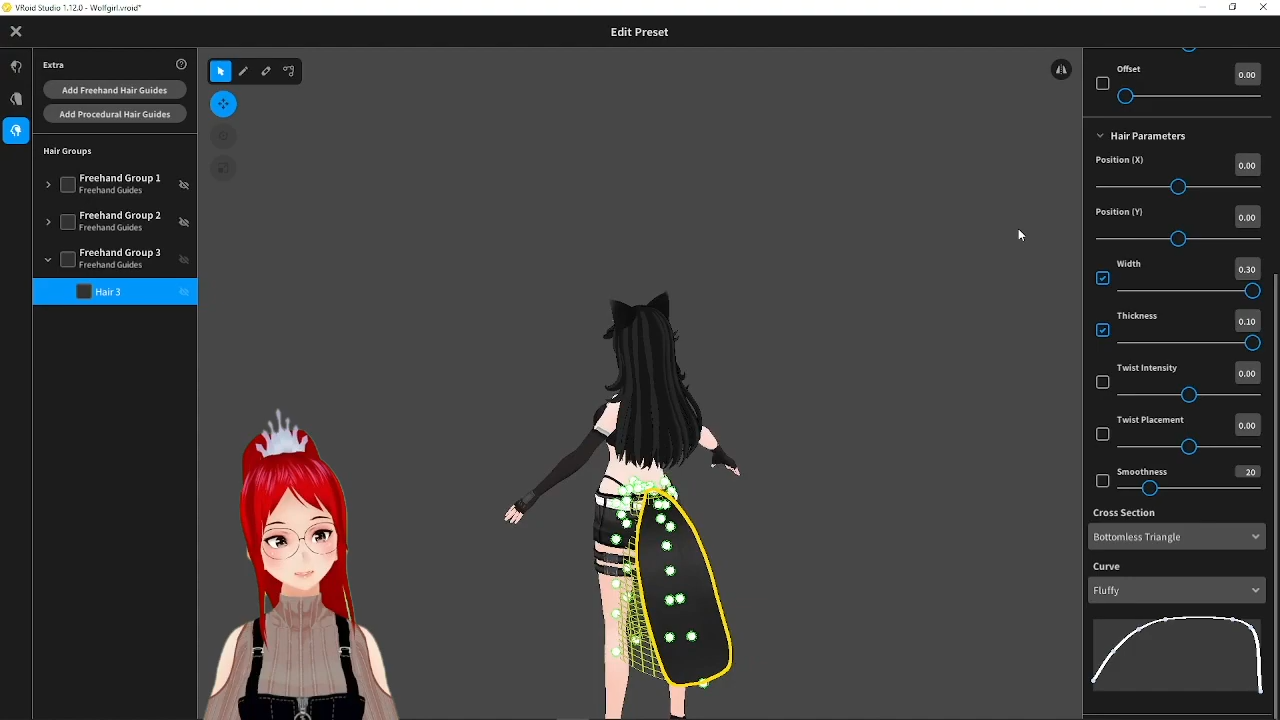 VRoid Studio 1.12.0 - Wolfgirl.vroid*
Edit Preset
Extra
Add Freehand Hair Guides
Add Procedural Hair Guides
Hair Groups
Freehand Group 1
Freehand Guides
Freehand Group 2
Freehand Guides
Freehand Group 3
Freehand Guides
Hair 3
Offset
0.00
Hair Parameters
Position (X)
0.00
Position (Y)
0.00
Width
0.30
Thickness
0.10
Twist Intensity
0.00
Twist Placement
0.00
Smoothness
20
Cross Section
Bottomless Triangle
Curve
Fluffy